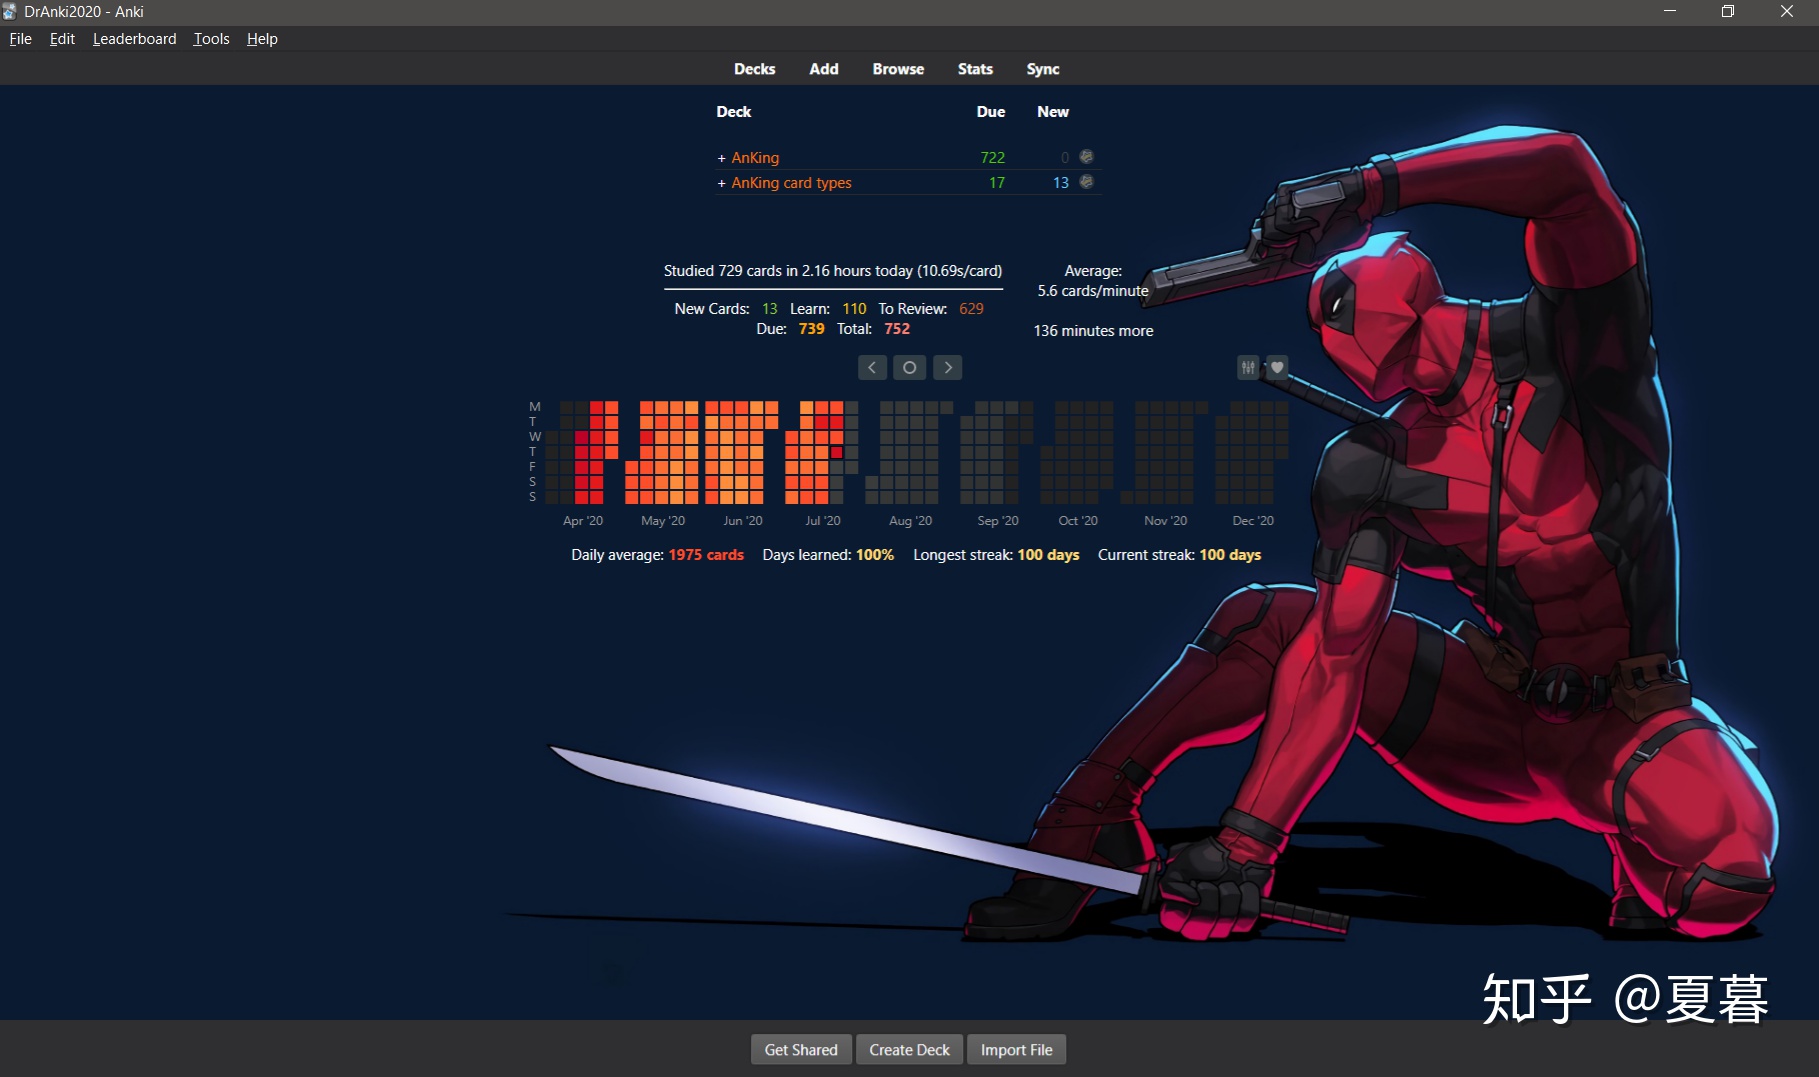 DrAnki2020 - Anki
File Edit Leaderboard Tools Help
Decks Add Browse Stats Sync
Deck Due New
+ AnKing 722 0
+ AnKing card types 17 13
Studied 729 cards in 2.16 hours today (10.69s/card)
New Cards: 13 Learn: 110 To Review: 629
Due: 739 Total: 752
Average:
5.6 cards/minute
136 minutes more
M
T
W
T
F
S
S
Apr '20 May '20 Jun '20 Jul '20 Aug '20 Sep '20 Oct '20 Nov '20 Dec '20
Daily average: 1975 cards Days learned: 100% Longest streak: 100 days Current streak: 100 days
知乎 @夏暮
Get Shared Create Deck Import File